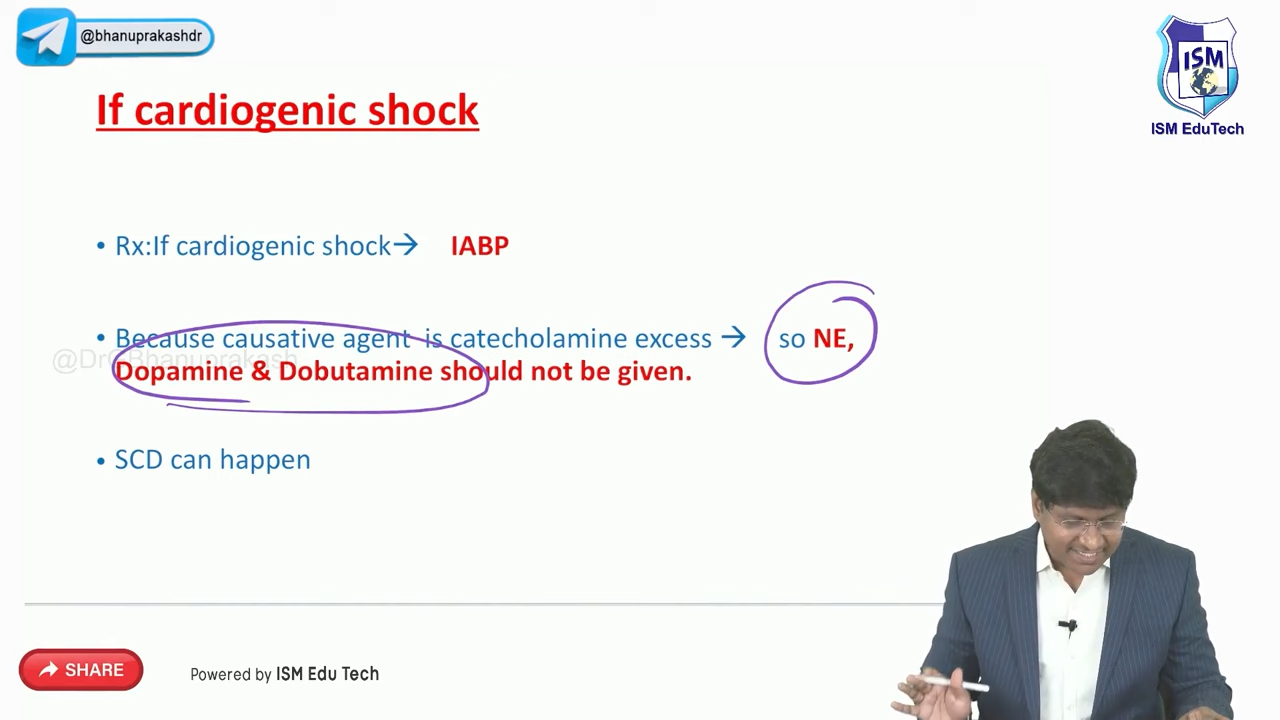 @bhanuprakashdr
ISM
ISM EduTech
If cardiogenic shock
• Rx:If cardiogenic shock→ IABP
• Because causative agent is catecholamine excess → so NE,
@DrGBhanuprakash
Dopamine & Dobutamine should not be given.
• SCD can happen
SHARE
Powered by ISM Edu Tech